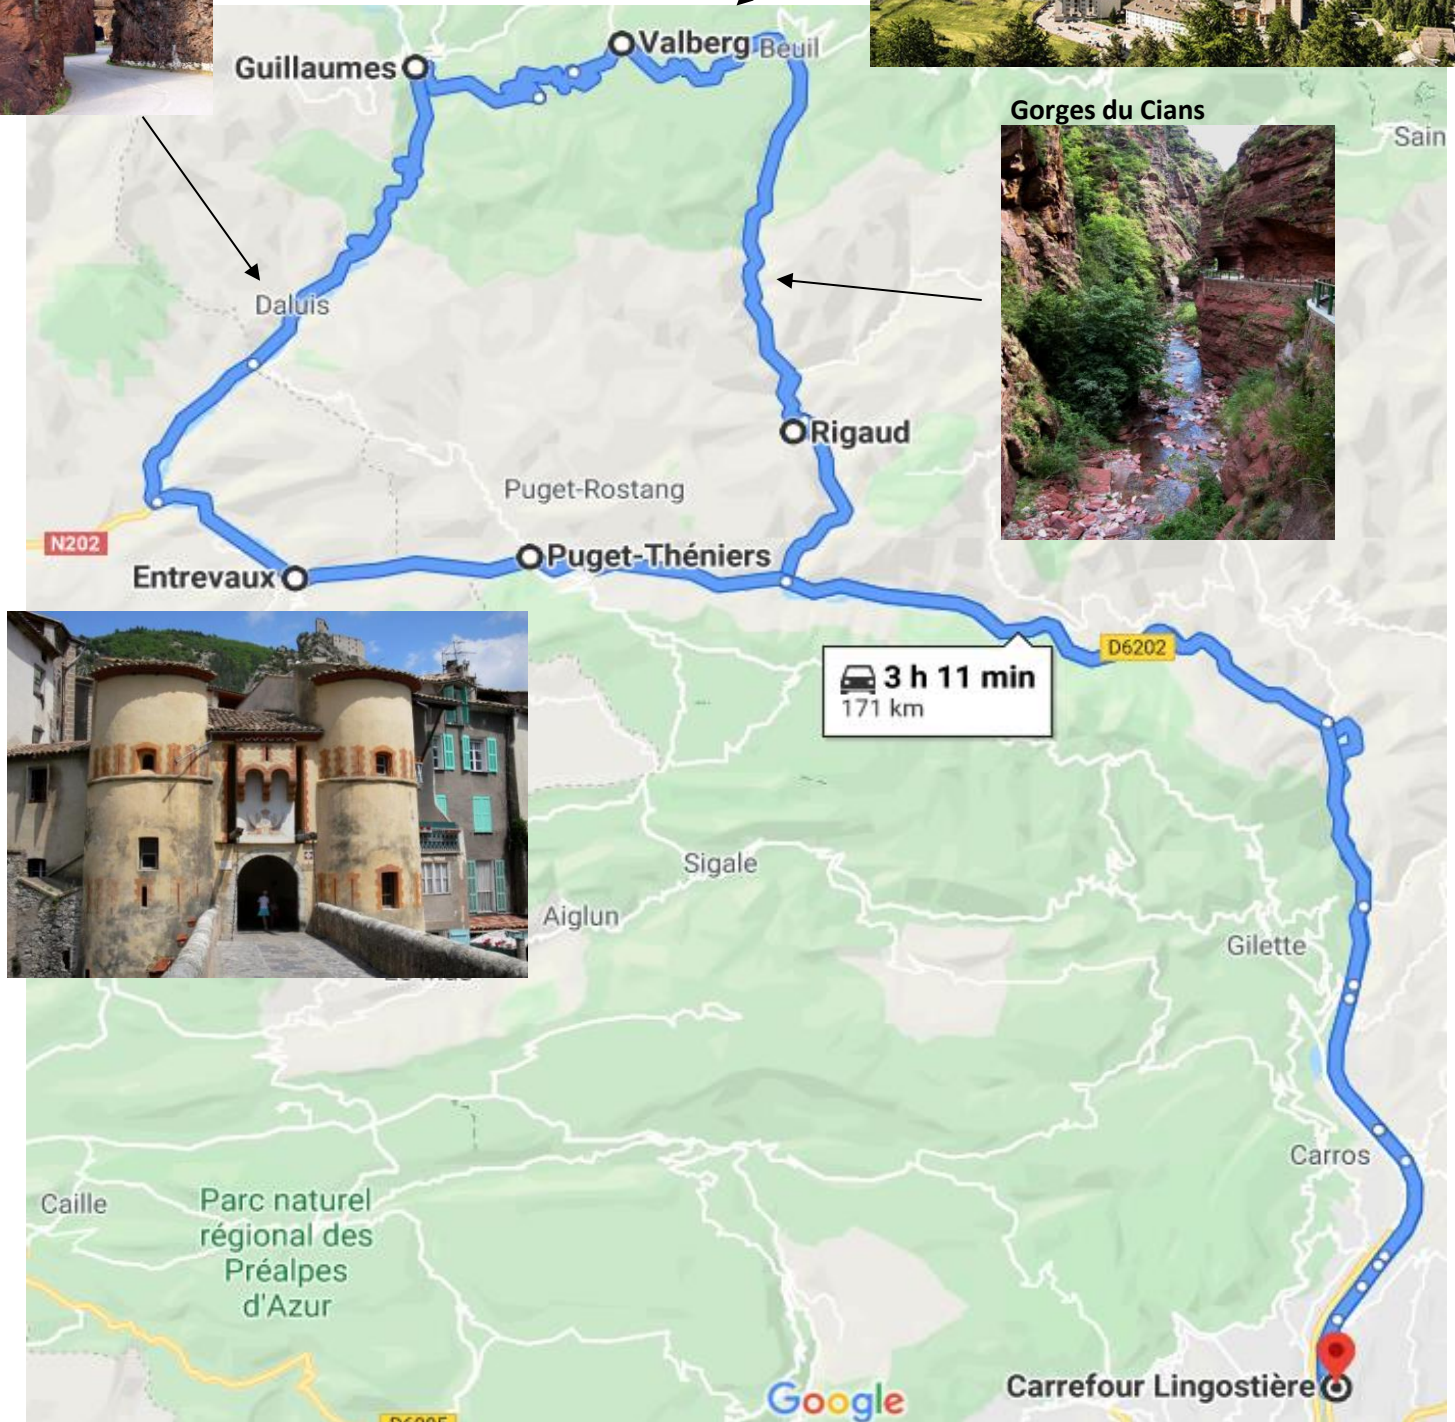 Valberg
Beuil
Guillaumes
Gorges du Cians
Sain
Daluis
Rigaud
Puget-Rostang
N202
Puget-Théniers
Entrevaux
D6202
3 h 11 min
171 km
Sigale
Aiglun
Gilette
Carros
Caille
Parc naturel
régional des
Préalpes
d'Azur
Carrefour Lingostière
Google